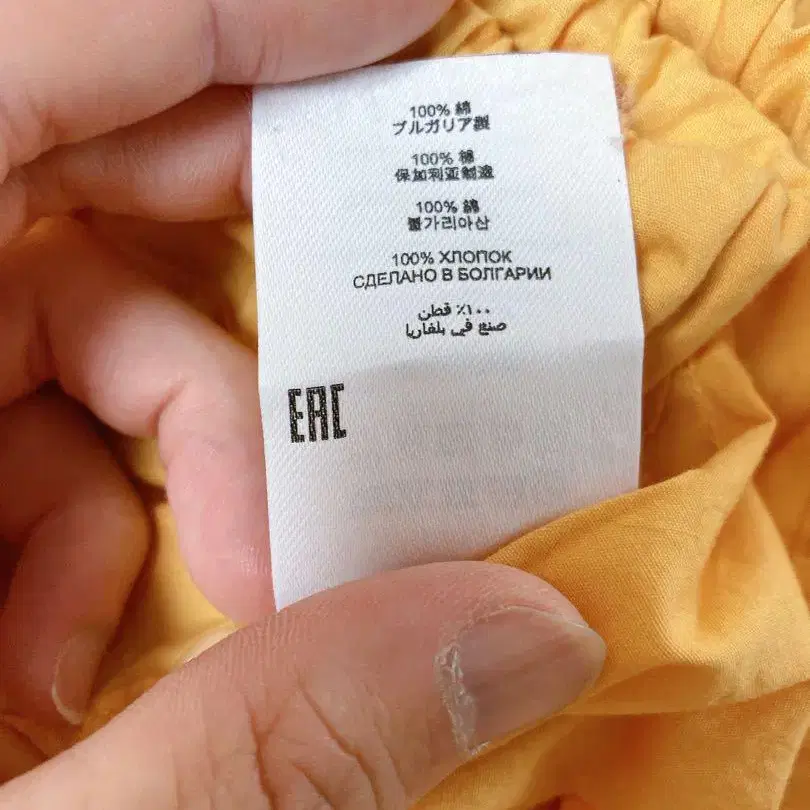 100% 綿
ブルガリア製
100% 棉
保加利亚制造
100% 綿
불가리아산
100% ХЛОПОК
СДЕЛАНО В БОЛГАРИИ
١٠٠٪ قطن
صنع في بلغاريا
EAC